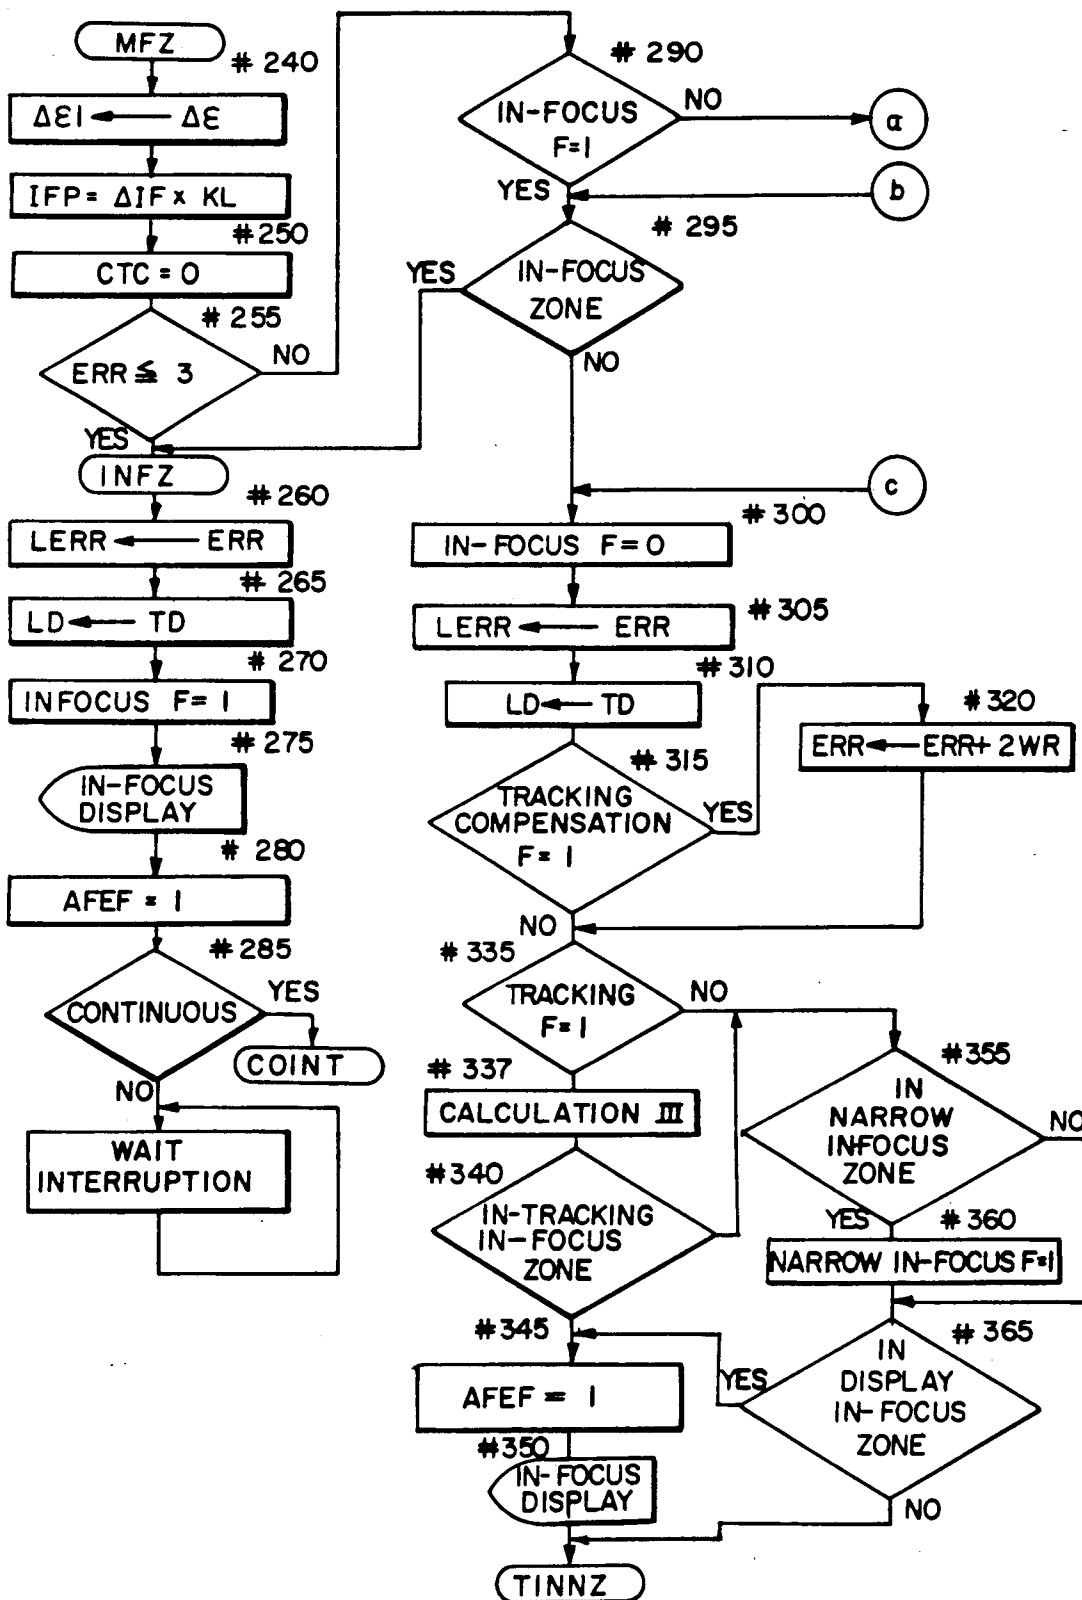 MFZ
# 240
ΔEI ← ΔE
IFP = ΔIF x KL
# 250
CTC = 0
# 255
ERR ≦ 3
NO
YES
INFZ
# 260
LERR ← ERR
# 265
LD ← TD
# 270
INFOCUS F= 1
# 275
IN-FOCUS
DISPLAY
# 280
AFEF = 1
# 285
CONTINUOUS
YES
COINT
NO
WAIT
INTERRUPTION
# 290
IN-FOCUS
F=1
NO
a
YES
b
# 295
YES
IN-FOCUS
ZONE
NO
c
# 300
IN-FOCUS F=0
# 305
LERR ← ERR
# 310
LD ← TD
# 315
TRACKING
COMPENSATION
F= 1
YES
# 320
ERR ← ERR+ 2WR
NO
# 335
TRACKING
F=1
NO
# 337
CALCULATION III
#340
IN-TRACKING
IN-FOCUS
ZONE
#345
AFEF = 1
#350
IN-FOCUS
DISPLAY
TINNZ
#355
IN
NARROW
INFOCUS
ZONE
NO
YES
#360
NARROW IN-FOCUS F=1
# 365
IN
DISPLAY
IN-FOCUS
ZONE
YES
NO